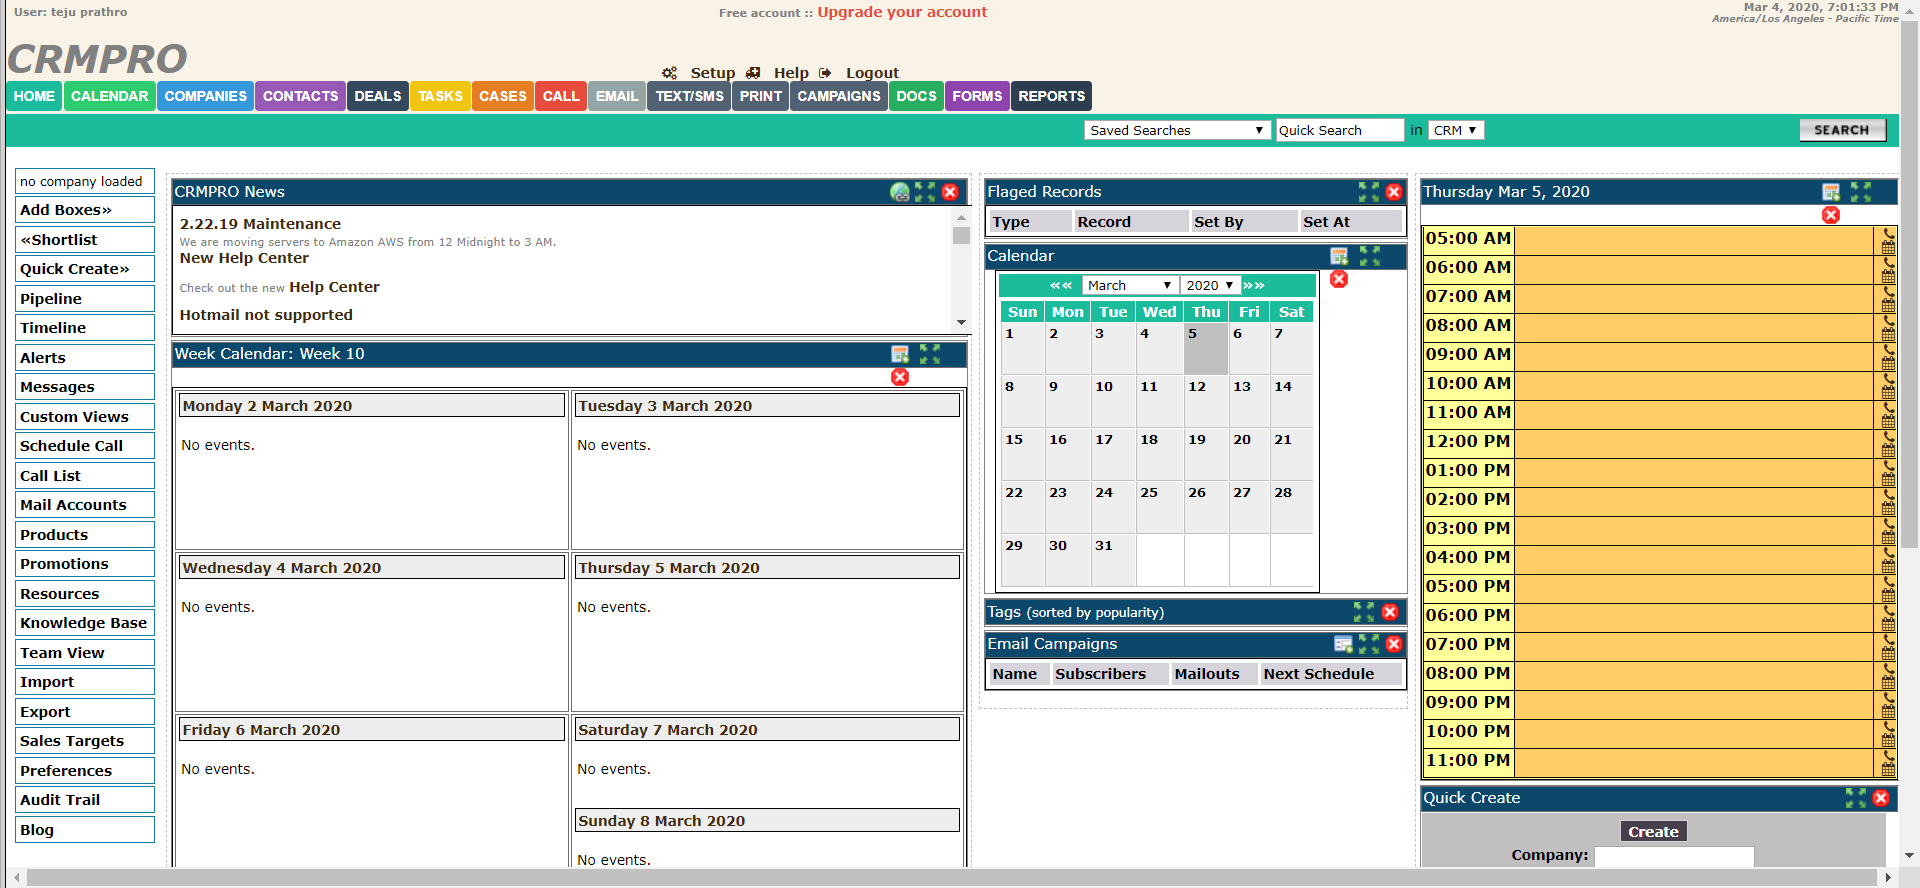 User: teju prathro
Free account :: Upgrade your account
Mar 4, 2020, 7:01:33 PM
America/Los Angeles - Pacific Time
CRMPRO
Setup Help Logout
HOME CALENDAR COMPANIES CONTACTS DEALS TASKS CASES CALL EMAIL TEXT/SMS PRINT CAMPAIGNS DOCS FORMS REPORTS
Saved Searches Quick Search in CRM SEARCH
no company loaded
Add Boxes»
«Shortlist
Quick Create»
Pipeline
Timeline
Alerts
Messages
Custom Views
Schedule Call
Call List
Mail Accounts
Products
Promotions
Resources
Knowledge Base
Team View
Import
Export
Sales Targets
Preferences
Audit Trail
Blog
CRMPRO News
2.22.19 Maintenance
We are moving servers to Amazon AWS from 12 Midnight to 3 AM.
New Help Center
Check out the new Help Center
Hotmail not supported
Week Calendar: Week 10
Monday 2 March 2020
No events.
Tuesday 3 March 2020
No events.
Wednesday 4 March 2020
No events.
Thursday 5 March 2020
No events.
Friday 6 March 2020
No events.
Saturday 7 March 2020
No events.
Sunday 8 March 2020
No events.
Flaged Records
Type Record Set By Set At
Calendar
«« March 2020 »»
Sun Mon Tue Wed Thu Fri Sat
1 2 3 4 5 6 7
8 9 10 11 12 13 14
15 16 17 18 19 20 21
22 23 24 25 26 27 28
29 30 31
Tags (sorted by popularity)
Email Campaigns
Name Subscribers Mailouts Next Schedule
Thursday Mar 5, 2020
05:00 AM
06:00 AM
07:00 AM
08:00 AM
09:00 AM
10:00 AM
11:00 AM
12:00 PM
01:00 PM
02:00 PM
03:00 PM
04:00 PM
05:00 PM
06:00 PM
07:00 PM
08:00 PM
09:00 PM
10:00 PM
11:00 PM
Quick Create
Create
Company: